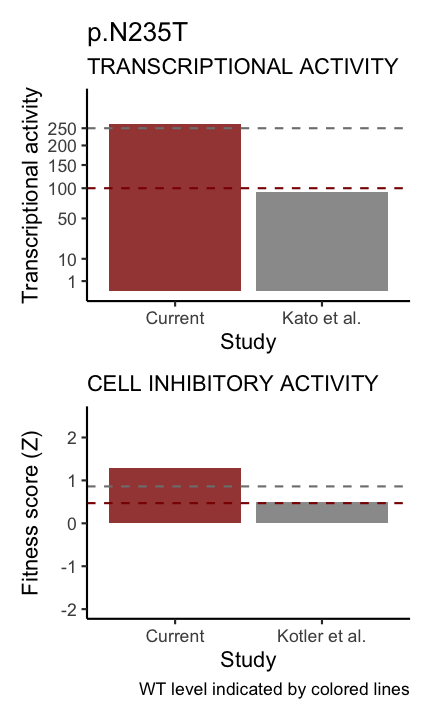 p.N235T
TRANSCRIPTIONAL ACTIVITY
Transcriptional activity
250
200
150
100
50
10
1
Current
Kato et al.
Study
CELL INHIBITORY ACTIVITY
Fitness score (Z)
2
1
0
-1
-2
Current
Kotler et al.
Study
WT level indicated by colored lines